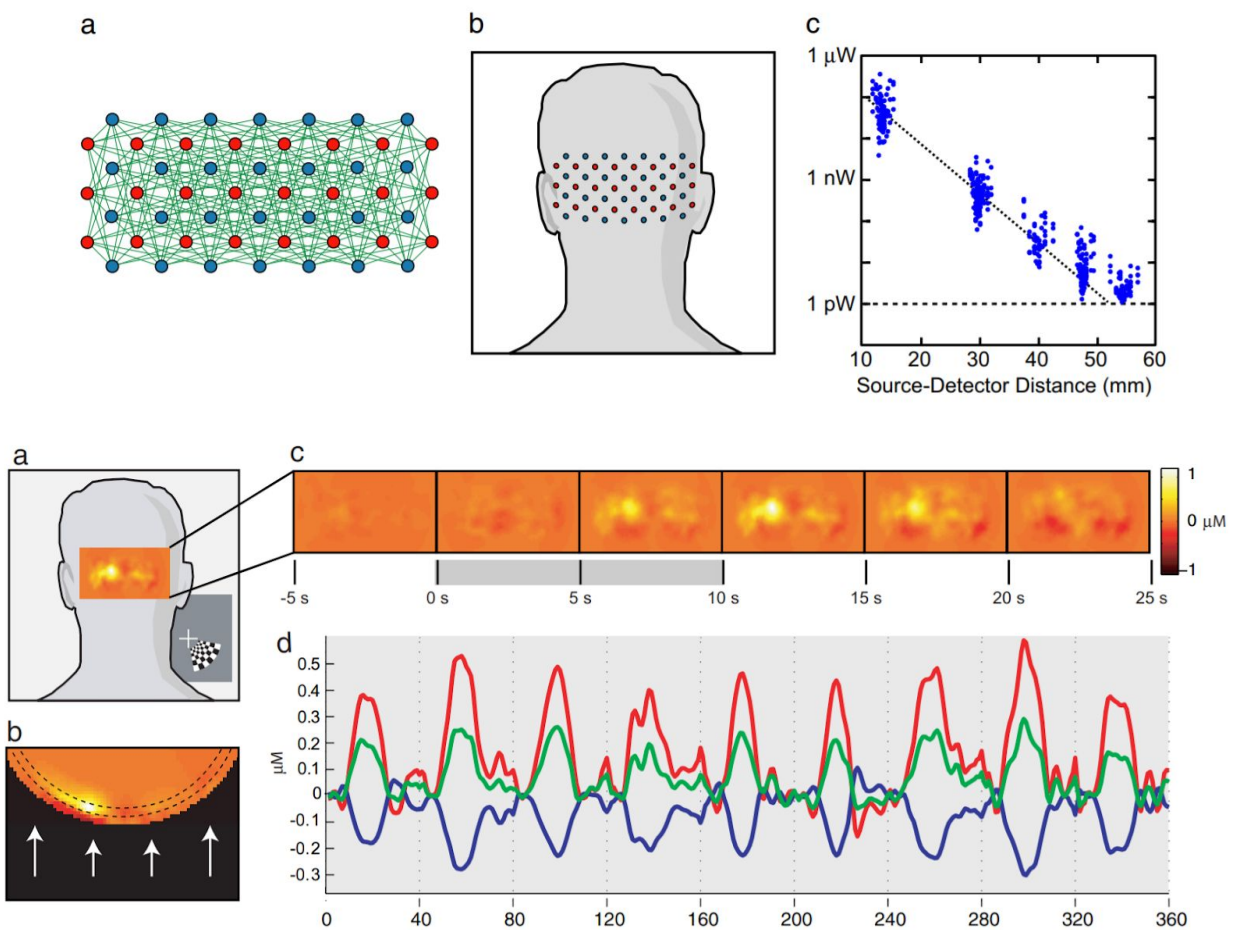 a
b
c
1 μW
1 nW
1 pW
10 20 30 40 50 60
Source-Detector Distance (mm)
a
c
1
0 μM
-1
-5 s 0 s 5 s 10 s 15 s 20 s 25 s
b
d
0.5
0.4
0.3
0.2
0.1
0
-0.1
-0.2
-0.3
μM
0 40 80 120 160 200 240 280 320 360